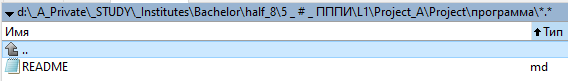 d:\_A_Private\_STUDY\_Institutes\Bachelor\half_8\5 _ # _ ПППИ\L1\Project_A\Project\программа\*.*
Имя Тип
..
README md